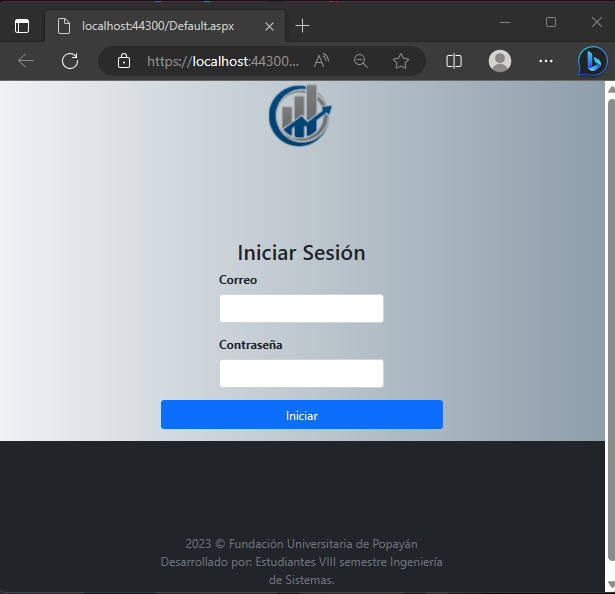 localhost:44300/Default.aspx
https://localhost:44300...
Iniciar Sesión
Correo
Contraseña
Iniciar
2023 © Fundación Universitaria de Popayán
Desarrollado por: Estudiantes VIII semestre Ingeniería
de Sistemas.